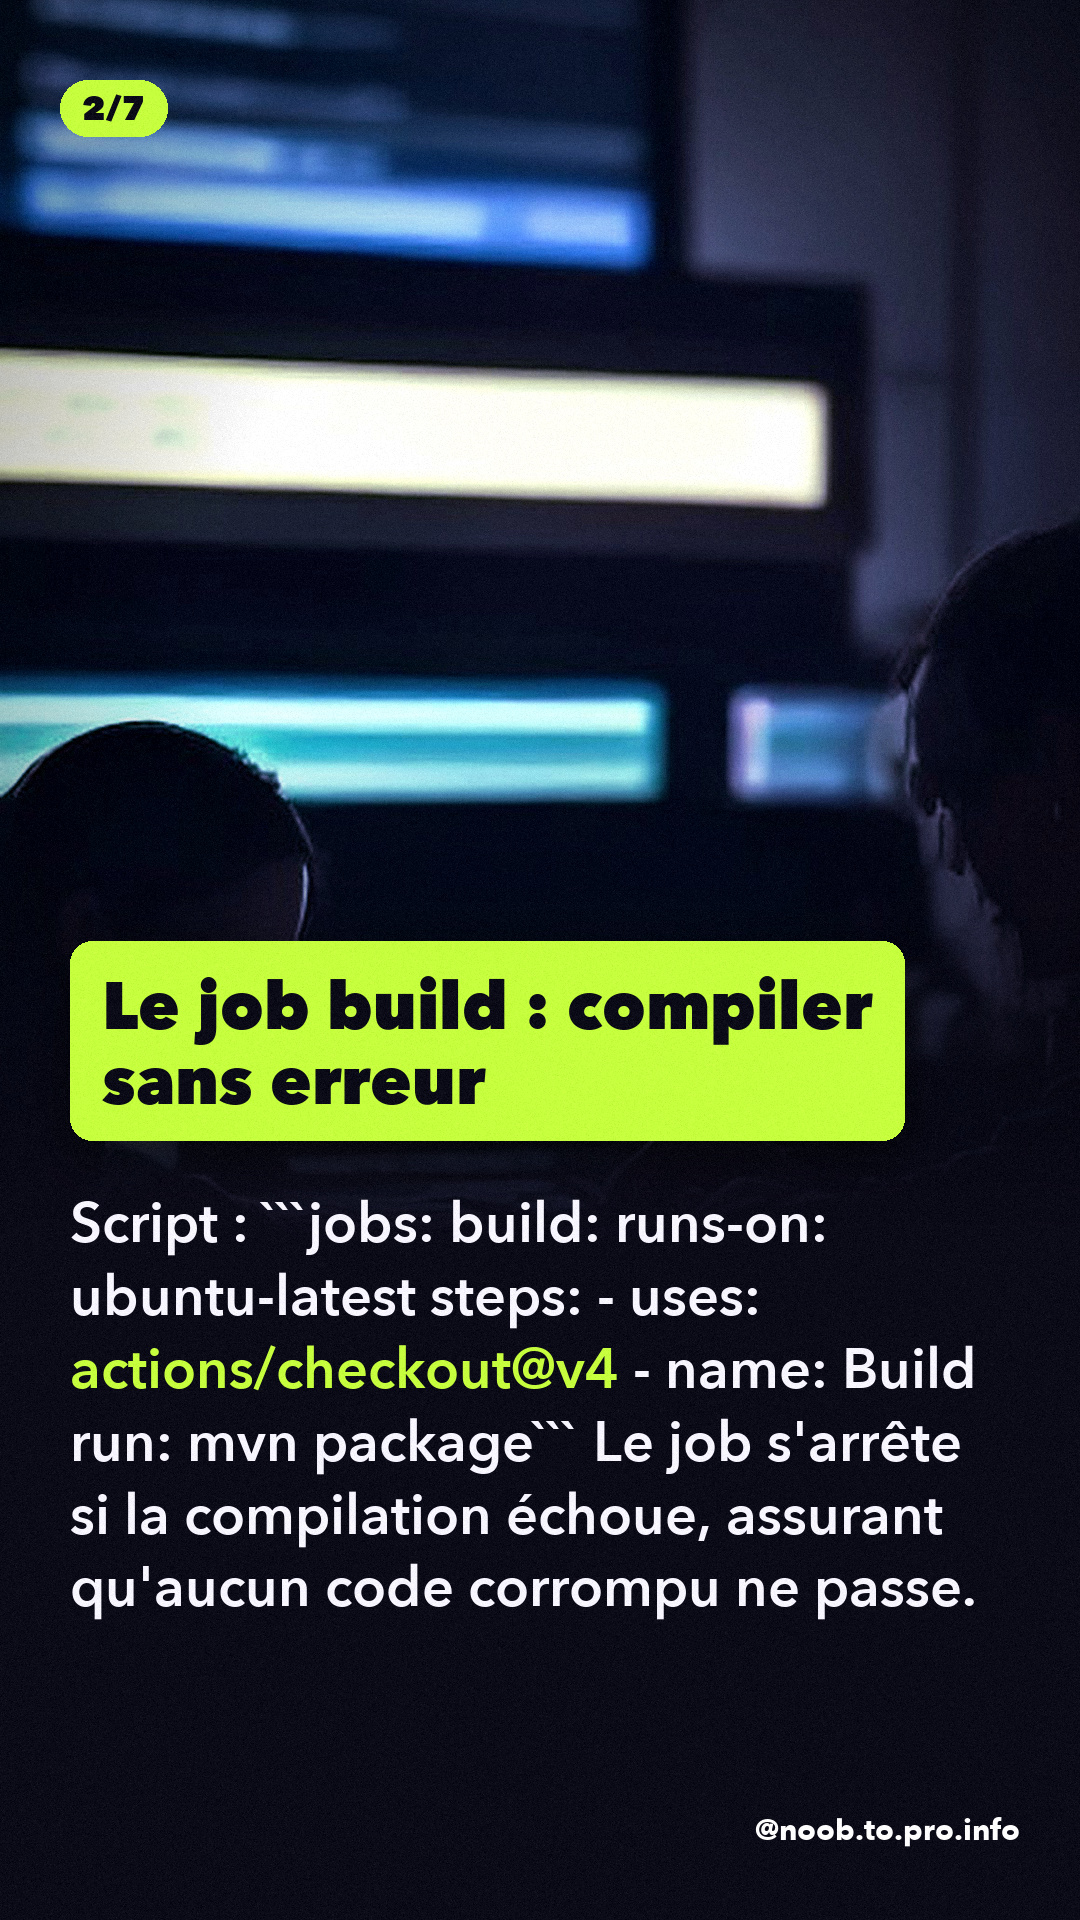 2/7
Le job build : compiler
sans erreur
Script : ```jobs: build: runs-on:
ubuntu-latest steps: - uses:
actions/checkout@v4 - name: Build
run: mvn package``` Le job s'arrête
si la compilation échoue, assurant
qu'aucun code corrompu ne passe.
@noob.to.pro.info